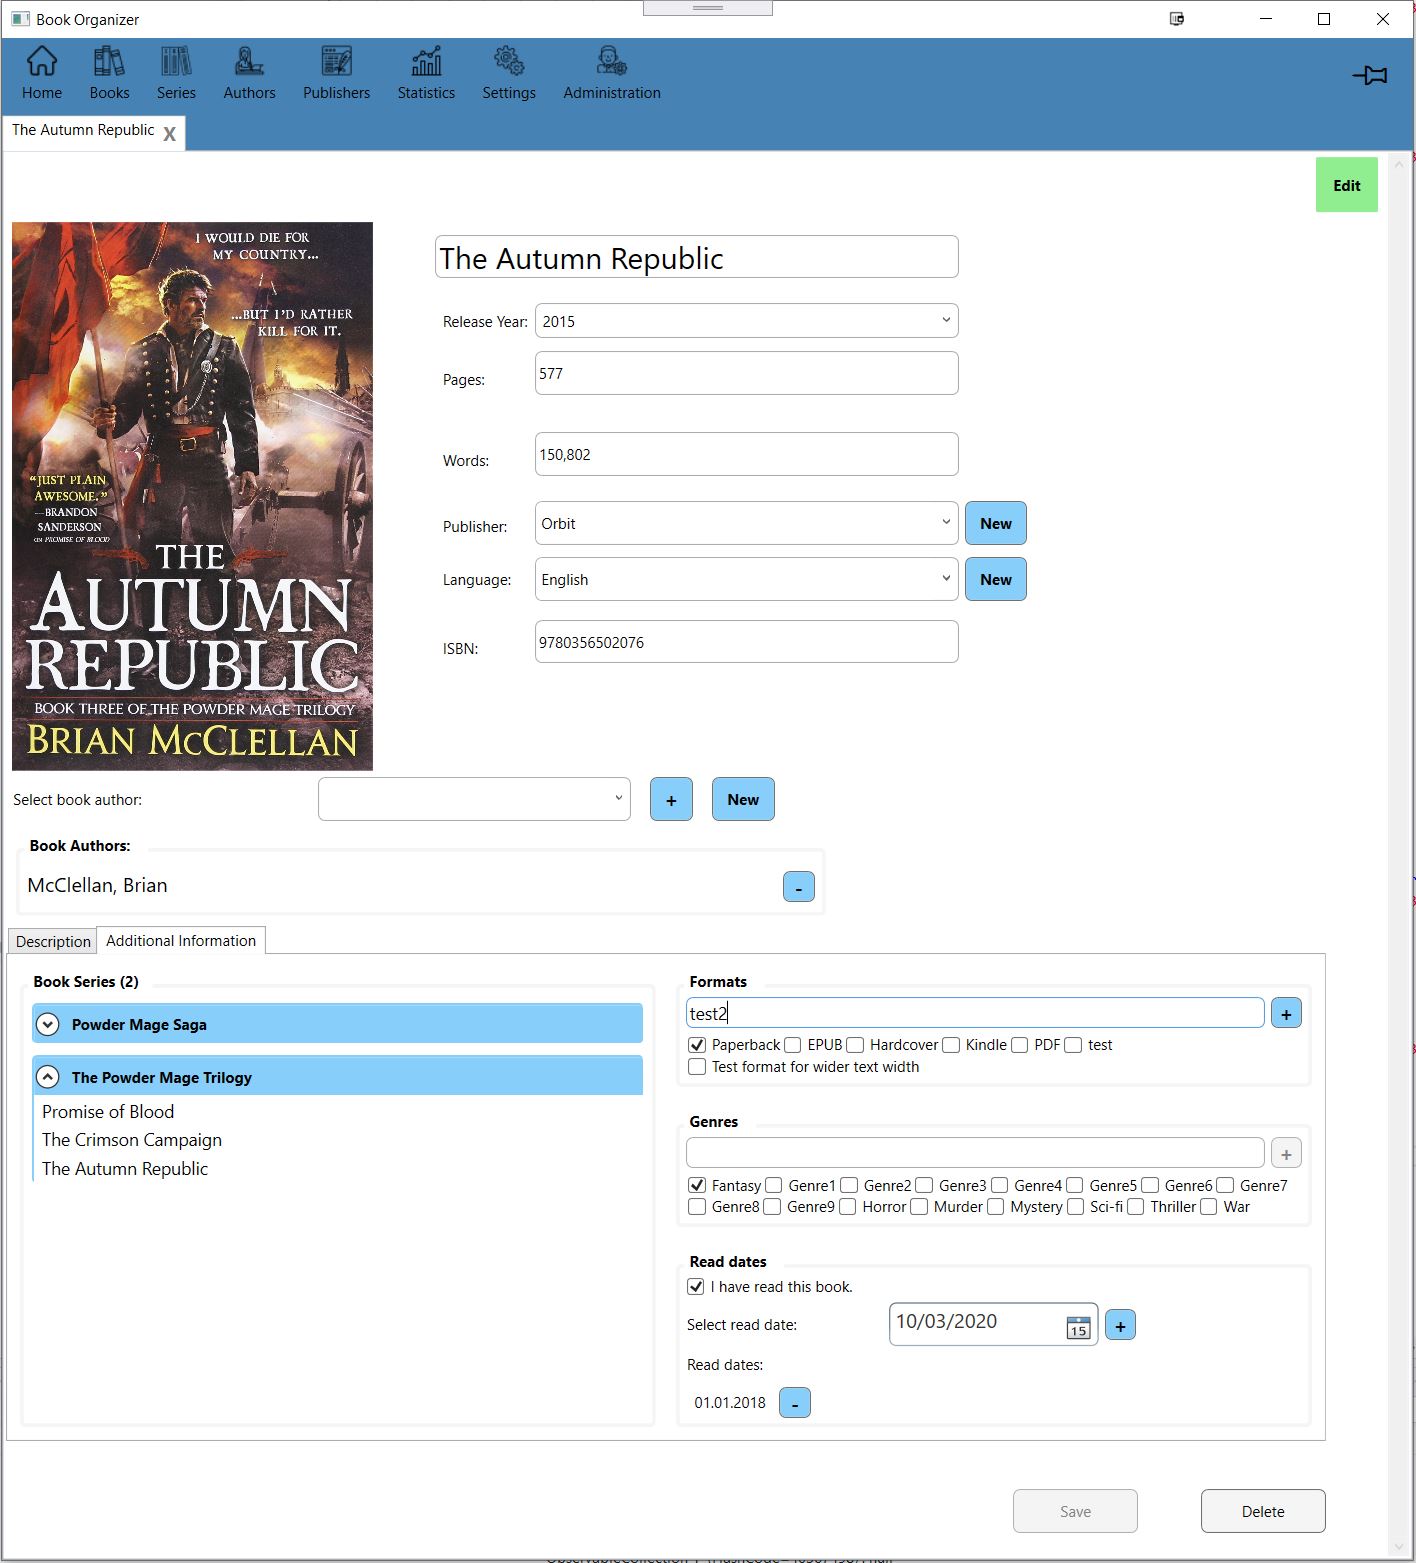 Book Organizer
Home Books Series Authors Publishers Statistics Settings Administration
The Autumn Republic X
Edit
I WOULD DIE FOR
MY COUNTRY...
...BUT I'D RATHER
KILL FOR IT.
"JUST PLAIN
AWESOME."
—BRANDON
SANDERSON
ON PROMISE OF BLOOD
THE
AUTUMN
REPUBLIC
BOOK THREE OF THE POWDER MAGE TRILOGY
BRIAN MCCLELLAN
The Autumn Republic
Release Year: 2015
Pages: 577
Words: 150,802
Publisher: Orbit New
Language: English New
ISBN: 9780356502076
Select book author: + New
Book Authors:
McClellan, Brian -
Description Additional Information
Book Series (2)
Powder Mage Saga
The Powder Mage Trilogy
Promise of Blood
The Crimson Campaign
The Autumn Republic
Formats
test2 +
Paperback EPUB Hardcover Kindle PDF test
Test format for wider text width
Genres
+
Fantasy Genre1 Genre2 Genre3 Genre4 Genre5 Genre6 Genre7
Genre8 Genre9 Horror Murder Mystery Sci-fi Thriller War
Read dates
I have read this book.
Select read date: 10/03/2020 15 +
Read dates:
01.01.2018 -
Save Delete